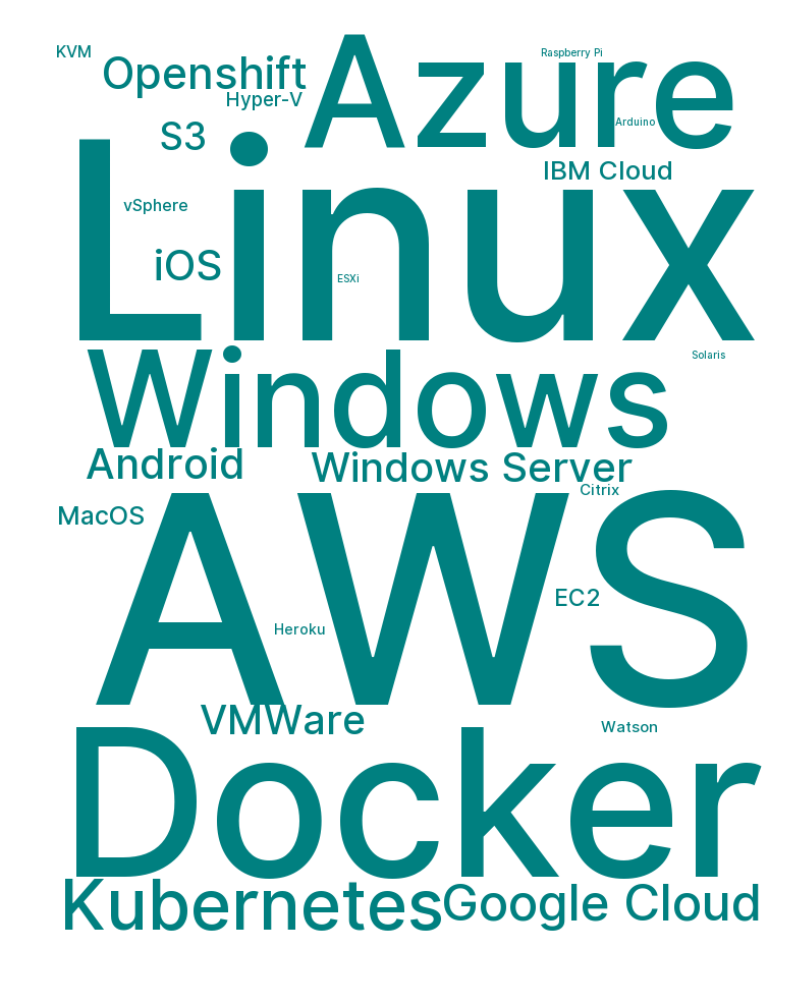 KVM
Openshift
Azure
Raspberry Pi
Hyper-V
Arduino
S3
IBM Cloud
Linux
vSphere
iOS
ESXi
Solaris
Windows
Android
Windows Server
Citrix
MacOS
AWS
EC2
Heroku
VMWare
Watson
Docker
Kubernetes
Google Cloud